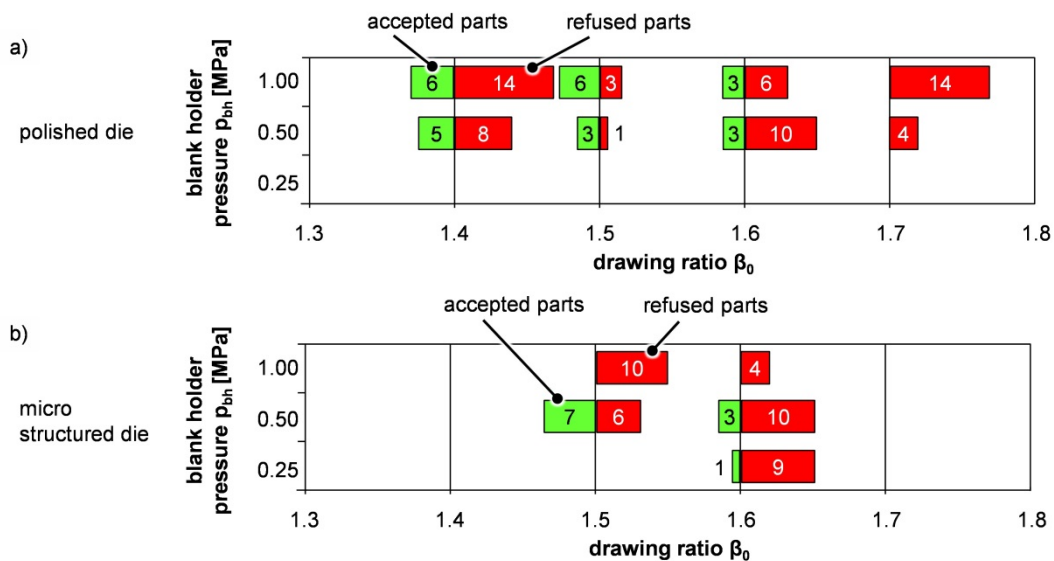 accepted parts refused parts
a)
polished die
blank holder
pressure p_bh [MPa]
1.00 6 14 6 3 3 6 14
0.50 5 8 3 1 3 10 4
0.25
1.3 1.4 1.5 1.6 1.7 1.8
drawing ratio β₀
accepted parts refused parts
b)
micro
structured die
blank holder
pressure p_bh [MPa]
1.00 10 4
0.50 7 6 3 10
0.25 1 9
1.3 1.4 1.5 1.6 1.7 1.8
drawing ratio β₀